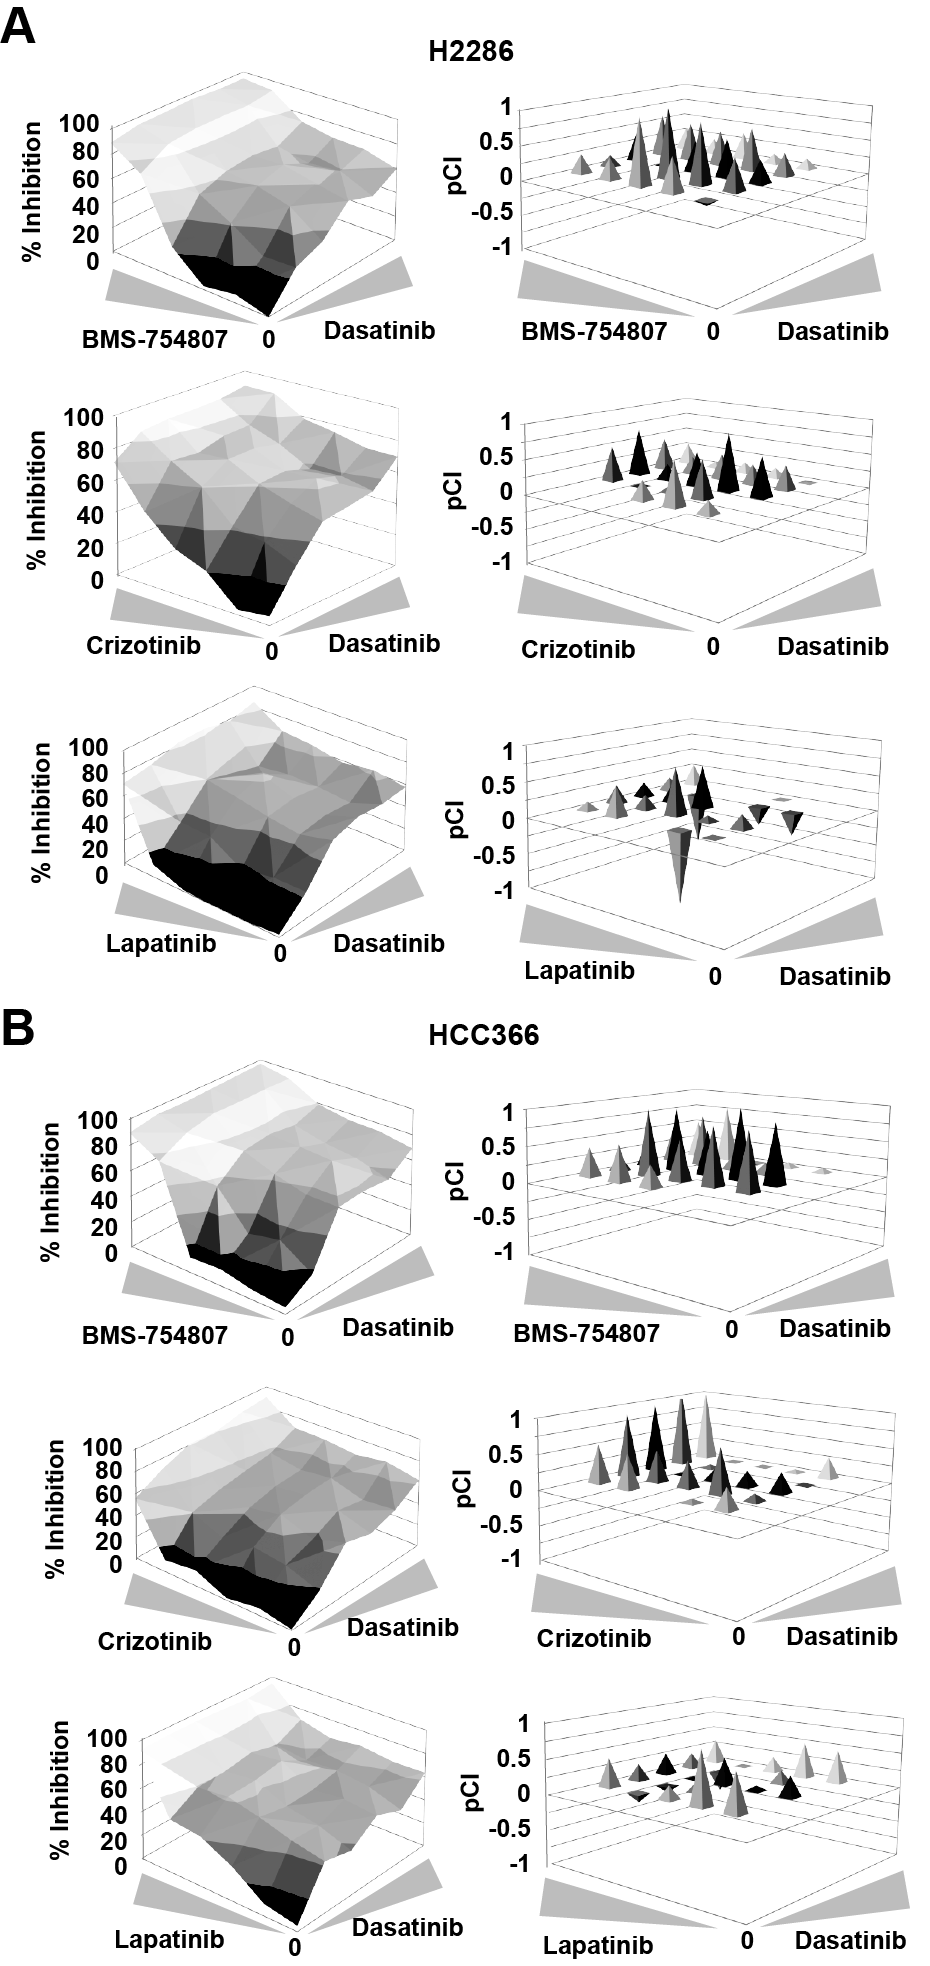 A
H2286
% Inhibition
100
80
60
40
20
0
BMS-754807
0
Dasatinib
pCI
1
0.5
0
-0.5
-1
BMS-754807
0
Dasatinib
% Inhibition
100
80
60
40
20
0
Crizotinib
0
Dasatinib
pCI
1
0.5
0
-0.5
-1
Crizotinib
0
Dasatinib
% Inhibition
100
80
60
40
20
0
Lapatinib
0
Dasatinib
pCI
1
0.5
0
-0.5
-1
Lapatinib
0
Dasatinib
B
HCC366
% Inhibition
100
80
60
40
20
0
BMS-754807
0
Dasatinib
pCI
1
0.5
0
-0.5
-1
BMS-754807
0
Dasatinib
% Inhibition
100
80
60
40
20
0
Crizotinib
0
Dasatinib
pCI
1
0.5
0
-0.5
-1
Crizotinib
0
Dasatinib
% Inhibition
100
80
60
40
20
0
Lapatinib
0
Dasatinib
pCI
1
0.5
0
-0.5
-1
Lapatinib
0
Dasatinib